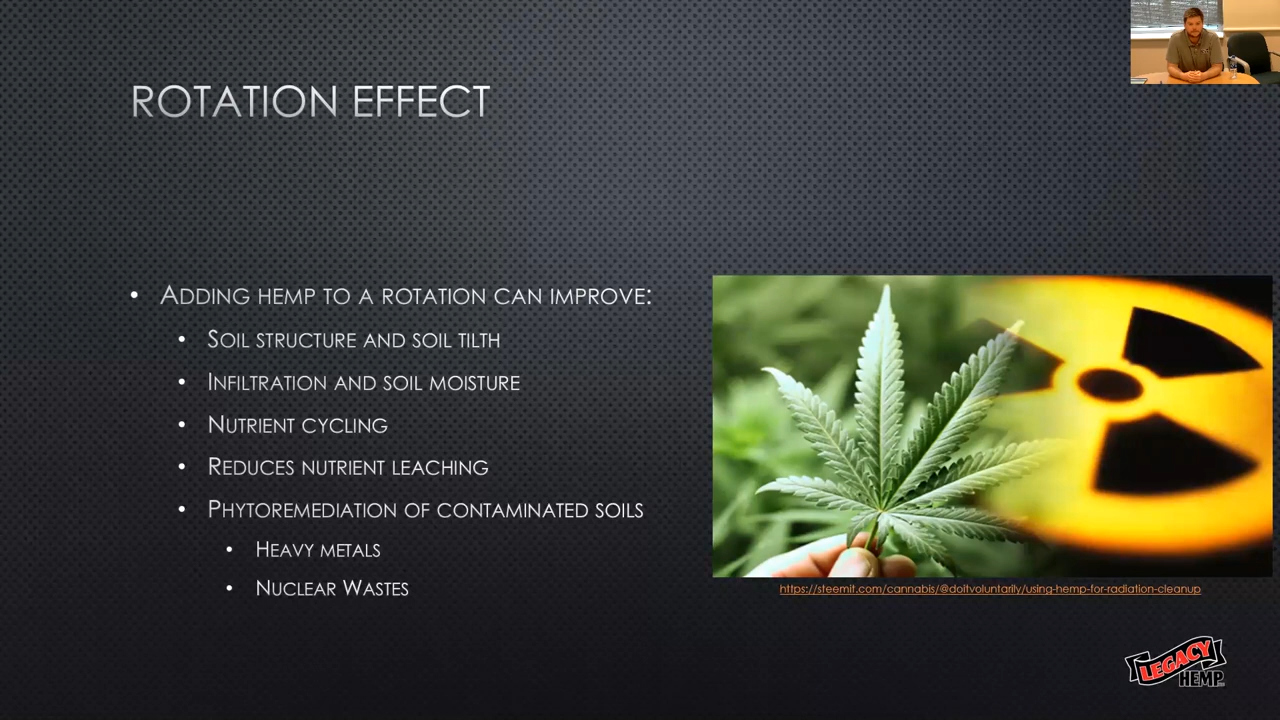 ROTATION EFFECT
• ADDING HEMP TO A ROTATION CAN IMPROVE:
• SOIL STRUCTURE AND SOIL TILTH
• INFILTRATION AND SOIL MOISTURE
• NUTRIENT CYCLING
• REDUCES NUTRIENT LEACHING
• PHYTOREMEDIATION OF CONTAMINATED SOILS
• HEAVY METALS
• NUCLEAR WASTES
https://steemit.com/cannabis/@doitvoluntarily/using-hemp-for-radiation-cleanup
LEGACY
HEMP